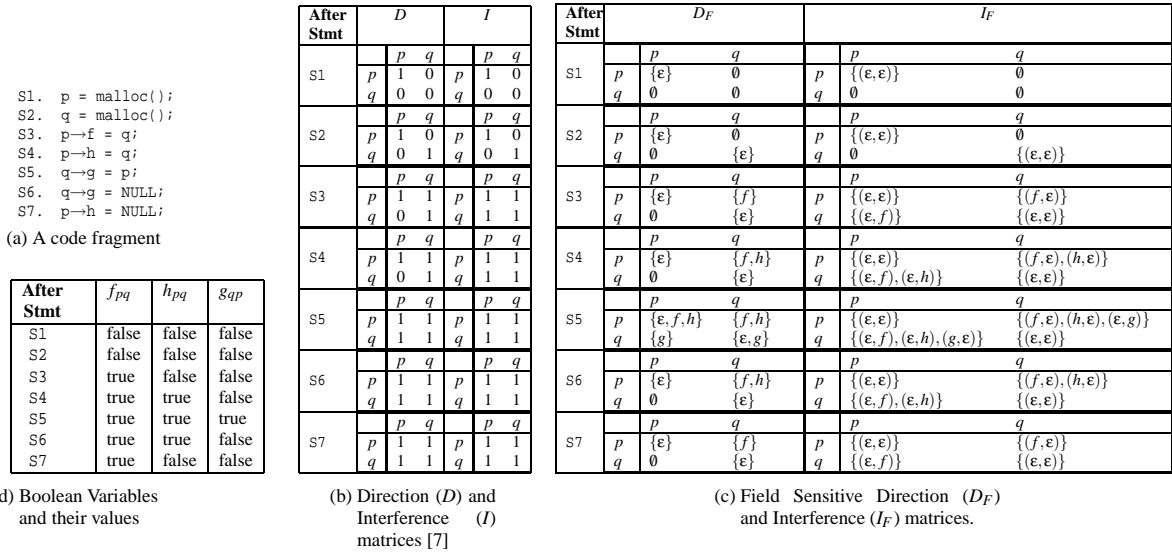 S1. p = malloc();
S2. q = malloc();
S3. p→f = q;
S4. p→h = q;
S5. q→g = p;
S6. q→g = NULL;
S7. p→h = NULL;
(a) A code fragment
After Stmt f_pq h_pq g_qp
S1 false false false
S2 false false false
S3 true false false
S4 true true false
S5 true true true
S6 true true false
S7 true false false
d) Boolean Variables
and their values
After Stmt D I
p q p q
S1 p 1 0 p 1 0
q 0 0 q 0 0
p q p q
S2 p 1 0 p 1 0
q 0 1 q 0 1
p q p q
S3 p 1 1 p 1 1
q 0 1 q 1 1
p q p q
S4 p 1 1 p 1 1
q 0 1 q 1 1
p q p q
S5 p 1 1 p 1 1
q 1 1 q 1 1
p q p q
S6 p 1 1 p 1 1
q 1 1 q 1 1
p q p q
S7 p 1 1 p 1 1
q 1 1 q 1 1
(b) Direction (D) and
Interference (I)
matrices [7]
After Stmt D_F I_F
p q p q
S1 p {ε} ∅ p {(ε,ε)} ∅
q ∅ ∅ q ∅ ∅
p q p q
S2 p {ε} ∅ p {(ε,ε)} ∅
q ∅ {ε} q ∅ {(ε,ε)}
p q p q
S3 p {ε} {f} p {(ε,ε)} {(f,ε)}
q ∅ {ε} q {(ε,f)} {(ε,ε)}
p q p q
S4 p {ε} {f,h} p {(ε,ε)} {(f,ε),(h,ε)}
q ∅ {ε} q {(ε,f),(ε,h)} {(ε,ε)}
p q p q
S5 p {ε,f,h} {f,h} p {(ε,ε)} {(f,ε),(h,ε),(ε,g)}
q {g} {ε,g} q {(ε,f),(ε,h),(g,ε)} {(ε,ε)}
p q p q
S6 p {ε} {f,h} p {(ε,ε)} {(f,ε),(h,ε)}
q ∅ {ε} q {(ε,f),(ε,h)} {(ε,ε)}
p q p q
S7 p {ε} {f} p {(ε,ε)} {(f,ε)}
q ∅ {ε} q {(ε,f)} {(ε,ε)}
(c) Field Sensitive Direction (D_F)
and Interference (I_F) matrices.